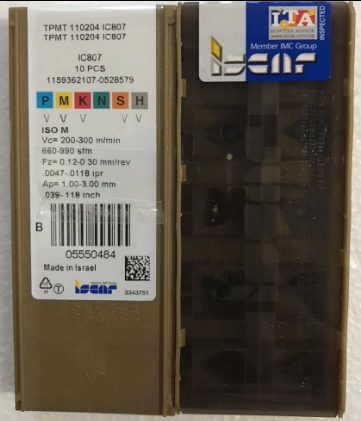 TPMT 110204 IC807
TPMT 110204 IC807
IC807
10 PCS
1159362107-0528579
P M K N S H
V V V V
ISO M
Vc= 200-300 m/min
660-990 sfm
Fz= 0.12-0.30 mm/rev
.0047-.0118 ipr
Ap= 1.00-3.00 mm
.039-.118 inch
B
05550484
Made in Israel
iscar
3343751
ITA
INSPECTED
Member IMC Group
iscar